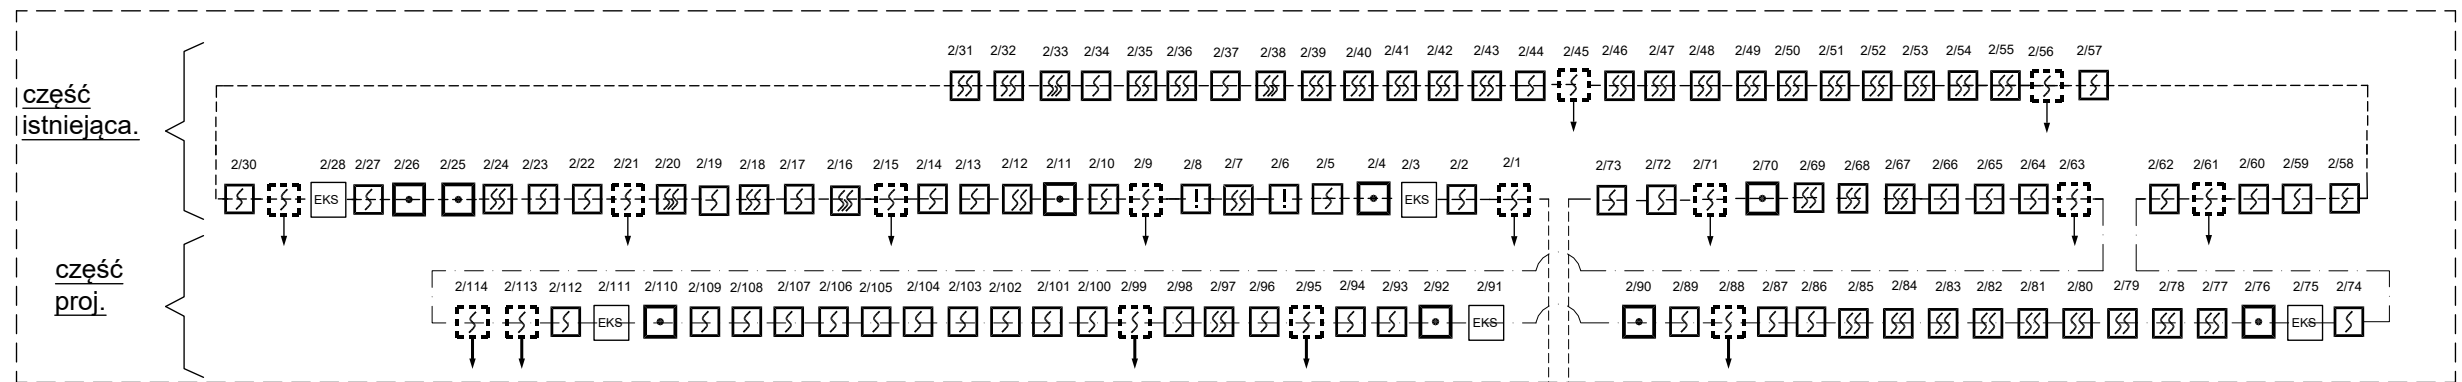 2/31 2/32 2/33 2/34 2/35 2/36 2/37 2/38 2/39 2/40 2/41 2/42 2/43 2/44 2/45 2/46 2/47 2/48 2/49 2/50 2/51 2/52 2/53 2/54 2/55 2/56 2/57
część
istniejąca.
2/30 2/28 2/27 2/26 2/25 2/24 2/23 2/22 2/21 2/20 2/19 2/18 2/17 2/16 2/15 2/14 2/13 2/12 2/11 2/10 2/9 2/8 2/7 2/6 2/5 2/4 2/3 2/2 2/1 2/73 2/72 2/71 2/70 2/69 2/68 2/67 2/66 2/65 2/64 2/63 2/62 2/61 2/60 2/59 2/58
EKS ! ! EKS
część
proj.
2/114 2/113 2/112 2/111 2/110 2/109 2/108 2/107 2/106 2/105 2/104 2/103 2/102 2/101 2/100 2/99 2/98 2/97 2/96 2/95 2/94 2/93 2/92 2/91 2/90 2/89 2/88 2/87 2/86 2/85 2/84 2/83 2/82 2/81 2/80 2/79 2/78 2/77 2/76 2/75 2/74
EKS EKS EKS